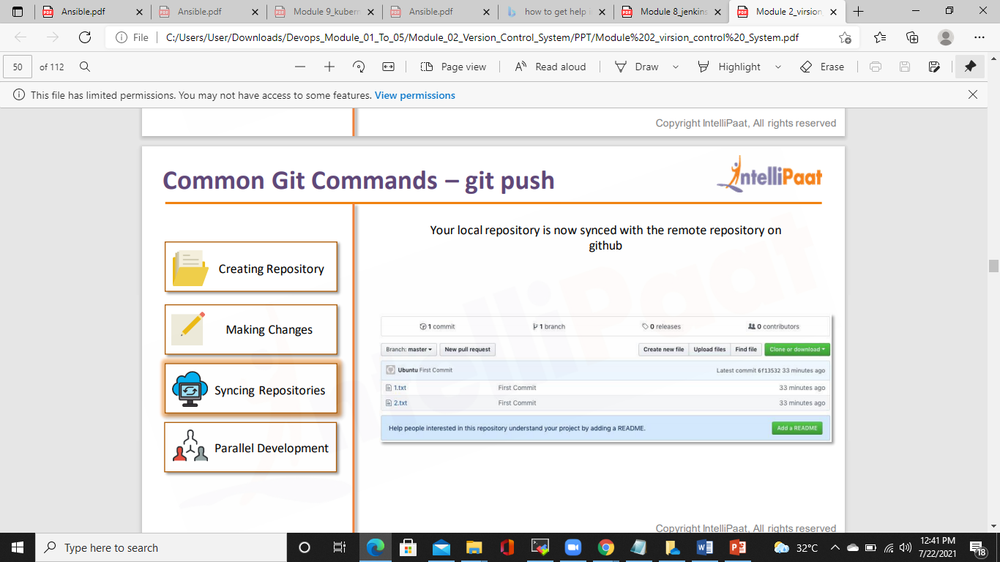 Ansible.pdf
Ansible.pdf
Module 9_kubern
Ansible.pdf
how to get help i
Module 8_jenkins
Module 2_virsion
File
C:/Users/User/Downloads/Devops_Module_01_To_05/Module_02_Version_Control_System/PPT/Module%202_virsion_control%20_System.pdf
50 of 112
Page view
Read aloud
Draw
Highlight
Erase
This file has limited permissions. You may not have access to some features. View permissions
Copyright IntelliPaat, All rights reserved
Common Git Commands – git push
IntelliPaat
Your local repository is now synced with the remote repository on
github
Creating Repository
Making Changes
Syncing Repositories
Parallel Development
1 commit 1 branch 0 releases 0 contributors
Branch: master New pull request Create new file Upload files Find file Clone or download
Ubuntu First Commit Latest commit 6f13532 33 minutes ago
1.txt First Commit 33 minutes ago
2.txt First Commit 33 minutes ago
Help people interested in this repository understand your project by adding a README. Add a README
IntelliPaat
Copyright IntelliPaat, All rights reserved
Type here to search
32°C
12:41 PM
7/22/2021
18